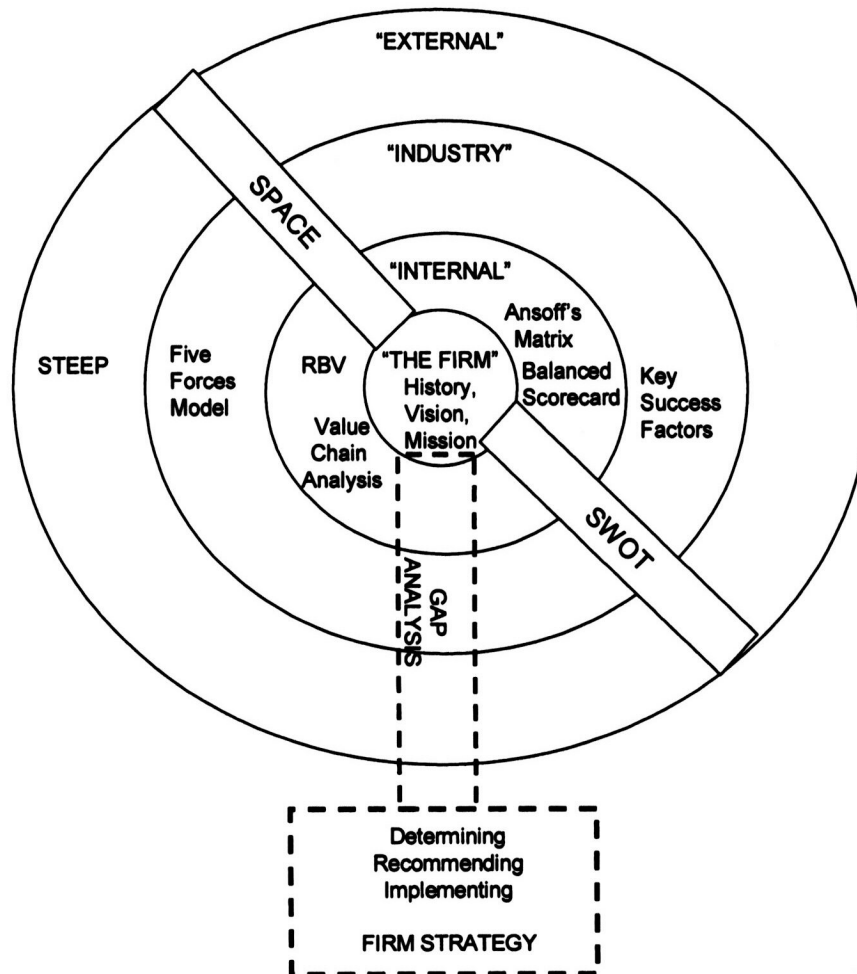 “EXTERNAL”
“INDUSTRY”
SPACE
“INTERNAL”
Ansoff’s
Matrix
STEEP
Five
Forces
Model
RBV
“THE FIRM”
History,
Vision,
Mission
Balanced
Scorecard
Key
Success
Factors
Value
Chain
Analysis
SWOT
GAP
ANALYSIS
Determining
Recommending
Implementing
FIRM STRATEGY